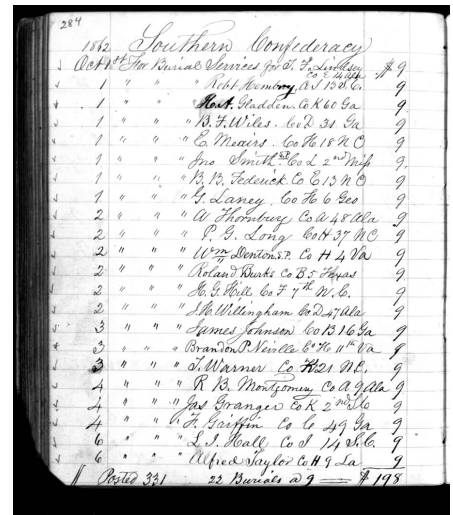 284
1862 Southern Confederacy
Oct 1st For Burial Services for T. F. Lindsey Co E 14 Ala $ 9
1 " " " Robt Hembrey A I 13 S.C. 9
1 " " " Gladden Co K 60 Ga 9
1 " " " B. F. Wiles. Co D 31 Ga 9
1 " " " E. Meairs. Co H 18 N C 9
1 " " " Jno Smith S.P. Co L 2nd Miss 9
1 " " " B. B. Federick. Co E 13 N C 9
1 " " " G. Laney. Co H 6 Geo 9
2 " " " W Thornbury Co A 48 Ala 9
2 " " " P. G. Long Co H 37 NC 9
2 " " " Wm Denton S.P. Co H 4 Va 9
2 " " " Roland Burks Co B 5 Texas 9
2 " " " H. G. Hill Co F 7th N.C. 9
2 " " " J. H. Willingham Co D 47 Ala 9
3 " " " James Johnson Co B 16 Ga 9
3 " " " Brandon P. Neville Co H 11th Va 9
3 " " " S. Warner Co K 21 N.C. 9
4 " " " R B. Montgomery Co A 9 Ala 9
4 " " " Jas Granger Co K 2nd 9
4 " " " F. Griffin Co C 49 Ga 9
6 " " " L. I. Hall Co I 14 S.C. 9
6 " " " Alfred Taylor Co H 9 La 9
Posted 331 22 Burials a 9 — $ 198